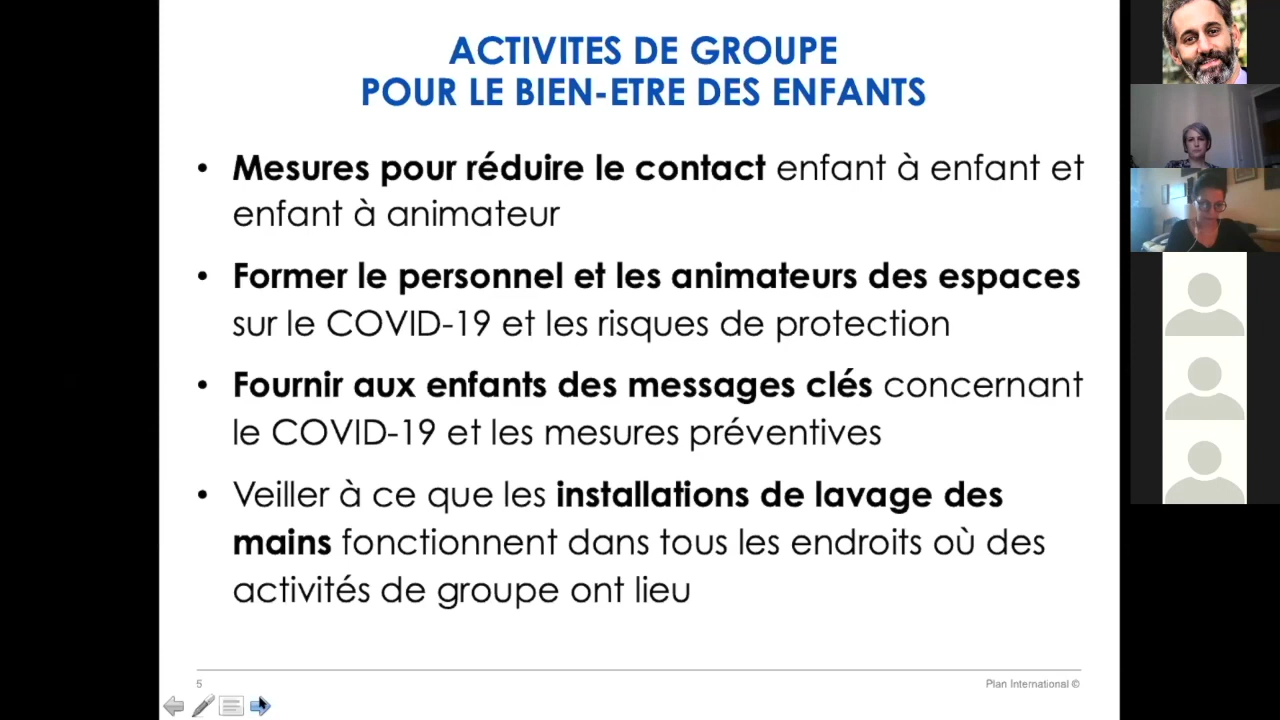 ACTIVITES DE GROUPE
POUR LE BIEN-ETRE DES ENFANTS
• Mesures pour réduire le contact enfant à enfant et
enfant à animateur
• Former le personnel et les animateurs des espaces
sur le COVID-19 et les risques de protection
• Fournir aux enfants des messages clés concernant
le COVID-19 et les mesures préventives
• Veiller à ce que les installations de lavage des
mains fonctionnent dans tous les endroits où des
activités de groupe ont lieu
5
Plan International ©